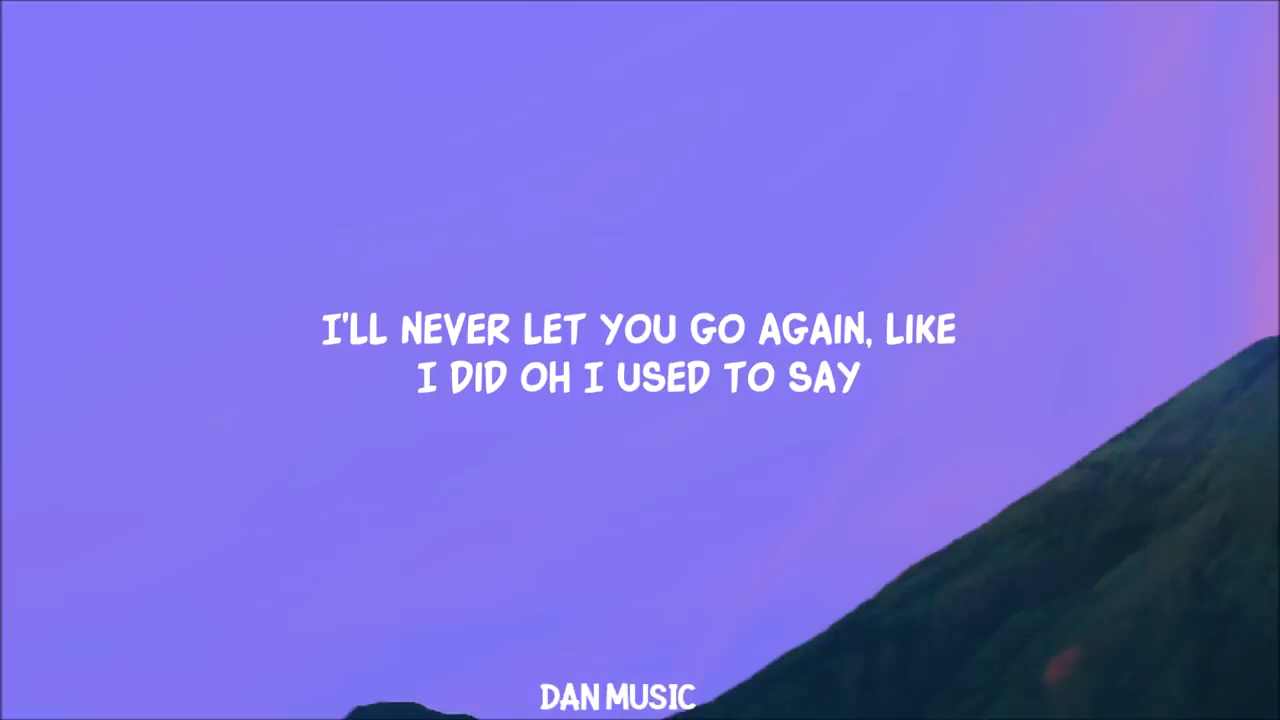 I'LL NEVER LET YOU GO AGAIN, LIKE
I DID OH I USED TO SAY
DAN MUSIC